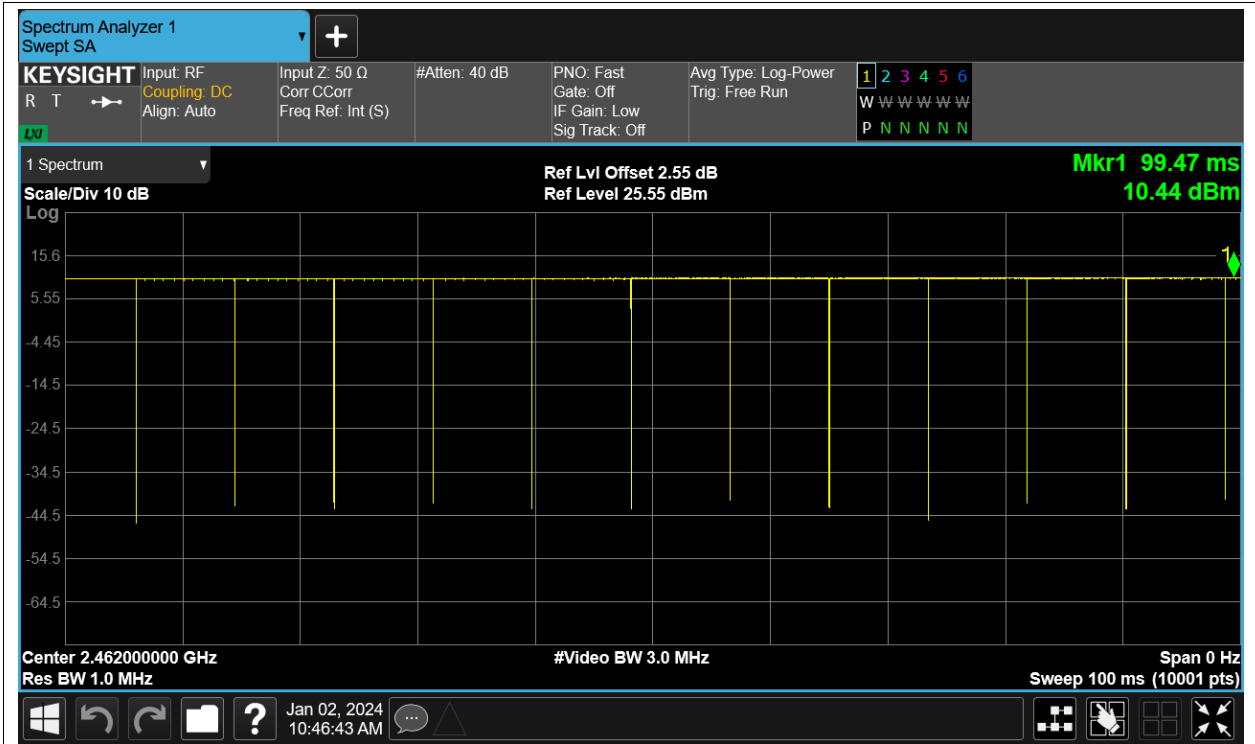 Spectrum Analyzer 1
Swept SA
KEYSIGHT
R T
LXI
Input: RF
Coupling: DC
Align: Auto
Input Z: 50 Ω
Corr CCorr
Freq Ref: Int (S)
#Atten: 40 dB
PNO: Fast
Gate: Off
IF Gain: Low
Sig Track: Off
Avg Type: Log-Power
Trig: Free Run
1 2 3 4 5 6
W W W W W W
P N N N N N
1 Spectrum
Scale/Div 10 dB
Log
Ref Lvl Offset 2.55 dB
Ref Level 25.55 dBm
Mkr1 99.47 ms
10.44 dBm
1
15.6
5.55
-4.45
-14.5
-24.5
-34.5
-44.5
-54.5
-64.5
Center 2.462000000 GHz
Res BW 1.0 MHz
#Video BW 3.0 MHz
Span 0 Hz
Sweep 100 ms (10001 pts)
?
Jan 02, 2024
10:46:43 AM